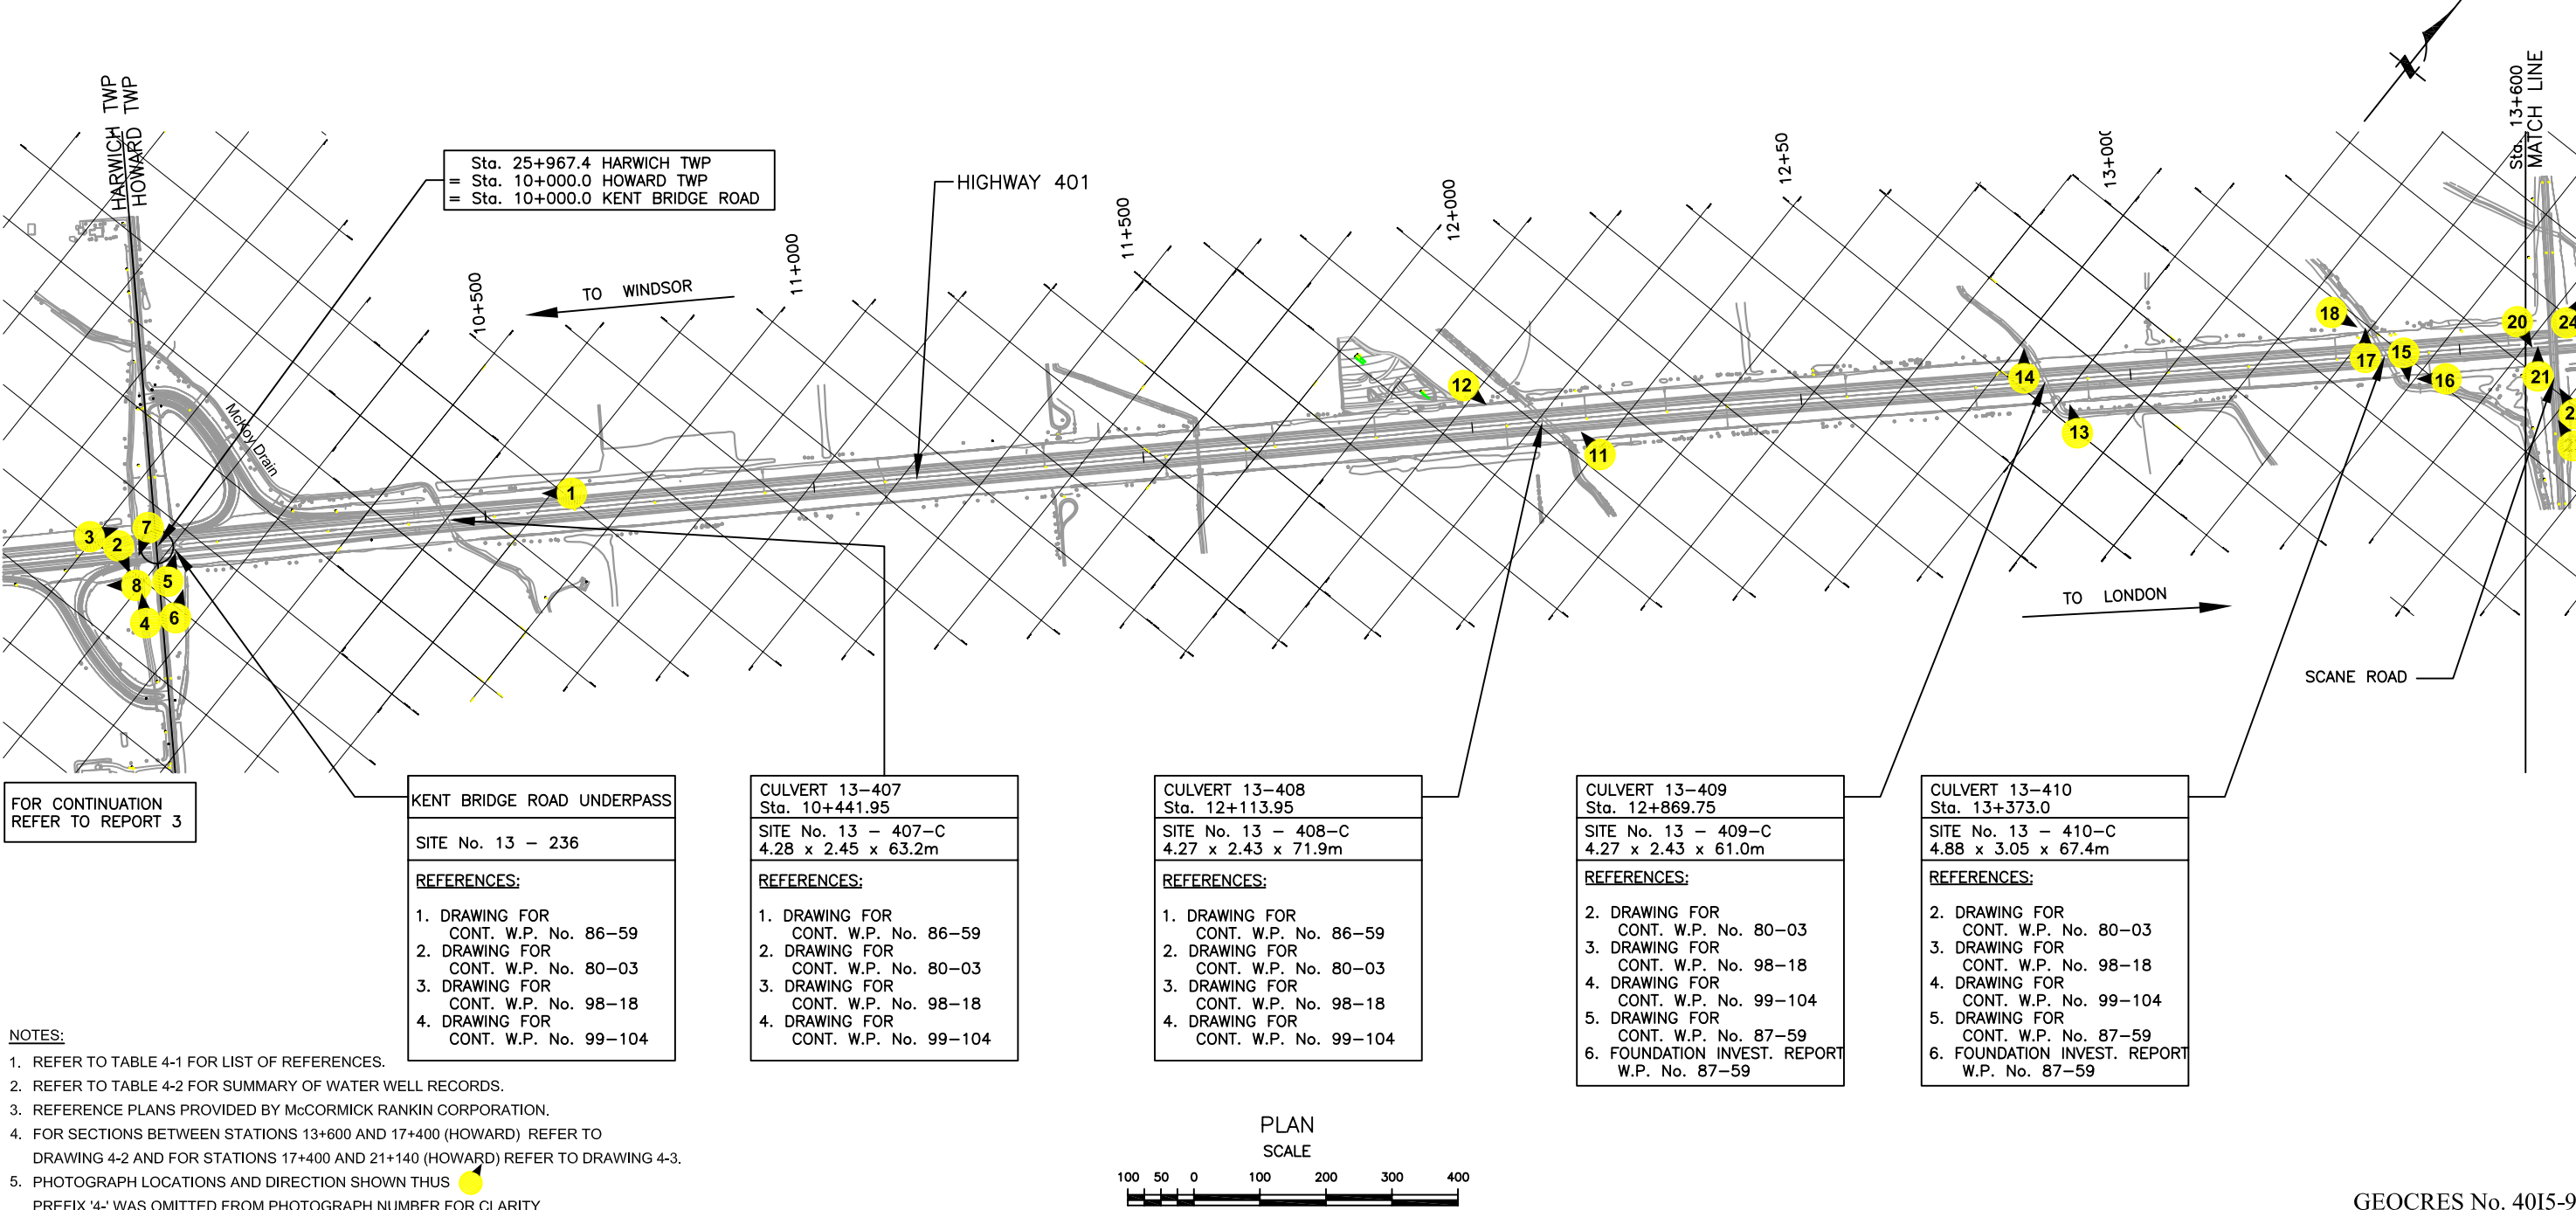 HARWICH TWP
HOWARD TWP
Sta. 25+967.4 HARWICH TWP
= Sta. 10+000.0 HOWARD TWP
= Sta. 10+000.0 KENT BRIDGE ROAD
HIGHWAY 401
TO WINDSOR
10+500
11+000
11+500
12+000
12+50
13+00
Sta. 13+600
MATCH LINE
McKoy Drain
3
2
7
8
5
4
6
1
12
11
14
13
18
17
15
16
20
21
24
2
2
TO LONDON
SCANE ROAD
FOR CONTINUATION
REFER TO REPORT 3
KENT BRIDGE ROAD UNDERPASS
SITE No. 13 – 236
REFERENCES:
1. DRAWING FOR
CONT. W.P. No. 86–59
2. DRAWING FOR
CONT. W.P. No. 80–03
3. DRAWING FOR
CONT. W.P. No. 98–18
4. DRAWING FOR
CONT. W.P. No. 99–104
CULVERT 13–407
Sta. 10+441.95
SITE No. 13 – 407–C
4.28 x 2.45 x 63.2m
REFERENCES:
1. DRAWING FOR
CONT. W.P. No. 86–59
2. DRAWING FOR
CONT. W.P. No. 80–03
3. DRAWING FOR
CONT. W.P. No. 98–18
4. DRAWING FOR
CONT. W.P. No. 99–104
CULVERT 13–408
Sta. 12+113.95
SITE No. 13 – 408–C
4.27 x 2.43 x 71.9m
REFERENCES:
1. DRAWING FOR
CONT. W.P. No. 86–59
2. DRAWING FOR
CONT. W.P. No. 80–03
3. DRAWING FOR
CONT. W.P. No. 98–18
4. DRAWING FOR
CONT. W.P. No. 99–104
CULVERT 13–409
Sta. 12+869.75
SITE No. 13 – 409–C
4.27 x 2.43 x 61.0m
REFERENCES:
2. DRAWING FOR
CONT. W.P. No. 80–03
3. DRAWING FOR
CONT. W.P. No. 98–18
4. DRAWING FOR
CONT. W.P. No. 99–104
5. DRAWING FOR
CONT. W.P. No. 87–59
6. FOUNDATION INVEST. REPORT
W.P. No. 87–59
CULVERT 13–410
Sta. 13+373.0
SITE No. 13 – 410–C
4.88 x 3.05 x 67.4m
REFERENCES:
2. DRAWING FOR
CONT. W.P. No. 80–03
3. DRAWING FOR
CONT. W.P. No. 98–18
4. DRAWING FOR
CONT. W.P. No. 99–104
5. DRAWING FOR
CONT. W.P. No. 87–59
6. FOUNDATION INVEST. REPORT
W.P. No. 87–59
NOTES:
1. REFER TO TABLE 4-1 FOR LIST OF REFERENCES.
2. REFER TO TABLE 4-2 FOR SUMMARY OF WATER WELL RECORDS.
3. REFERENCE PLANS PROVIDED BY McCORMICK RANKIN CORPORATION.
4. FOR SECTIONS BETWEEN STATIONS 13+600 AND 17+400 (HOWARD) REFER TO
DRAWING 4-2 AND FOR STATIONS 17+400 AND 21+140 (HOWARD) REFER TO DRAWING 4-3.
5. PHOTOGRAPH LOCATIONS AND DIRECTION SHOWN THUS
PREFIX '4-' WAS OMITTED FROM PHOTOGRAPH NUMBER FOR CLARITY
PLAN
SCALE
100 50 0 100 200 300 400
GEOCRES No. 40I5-9